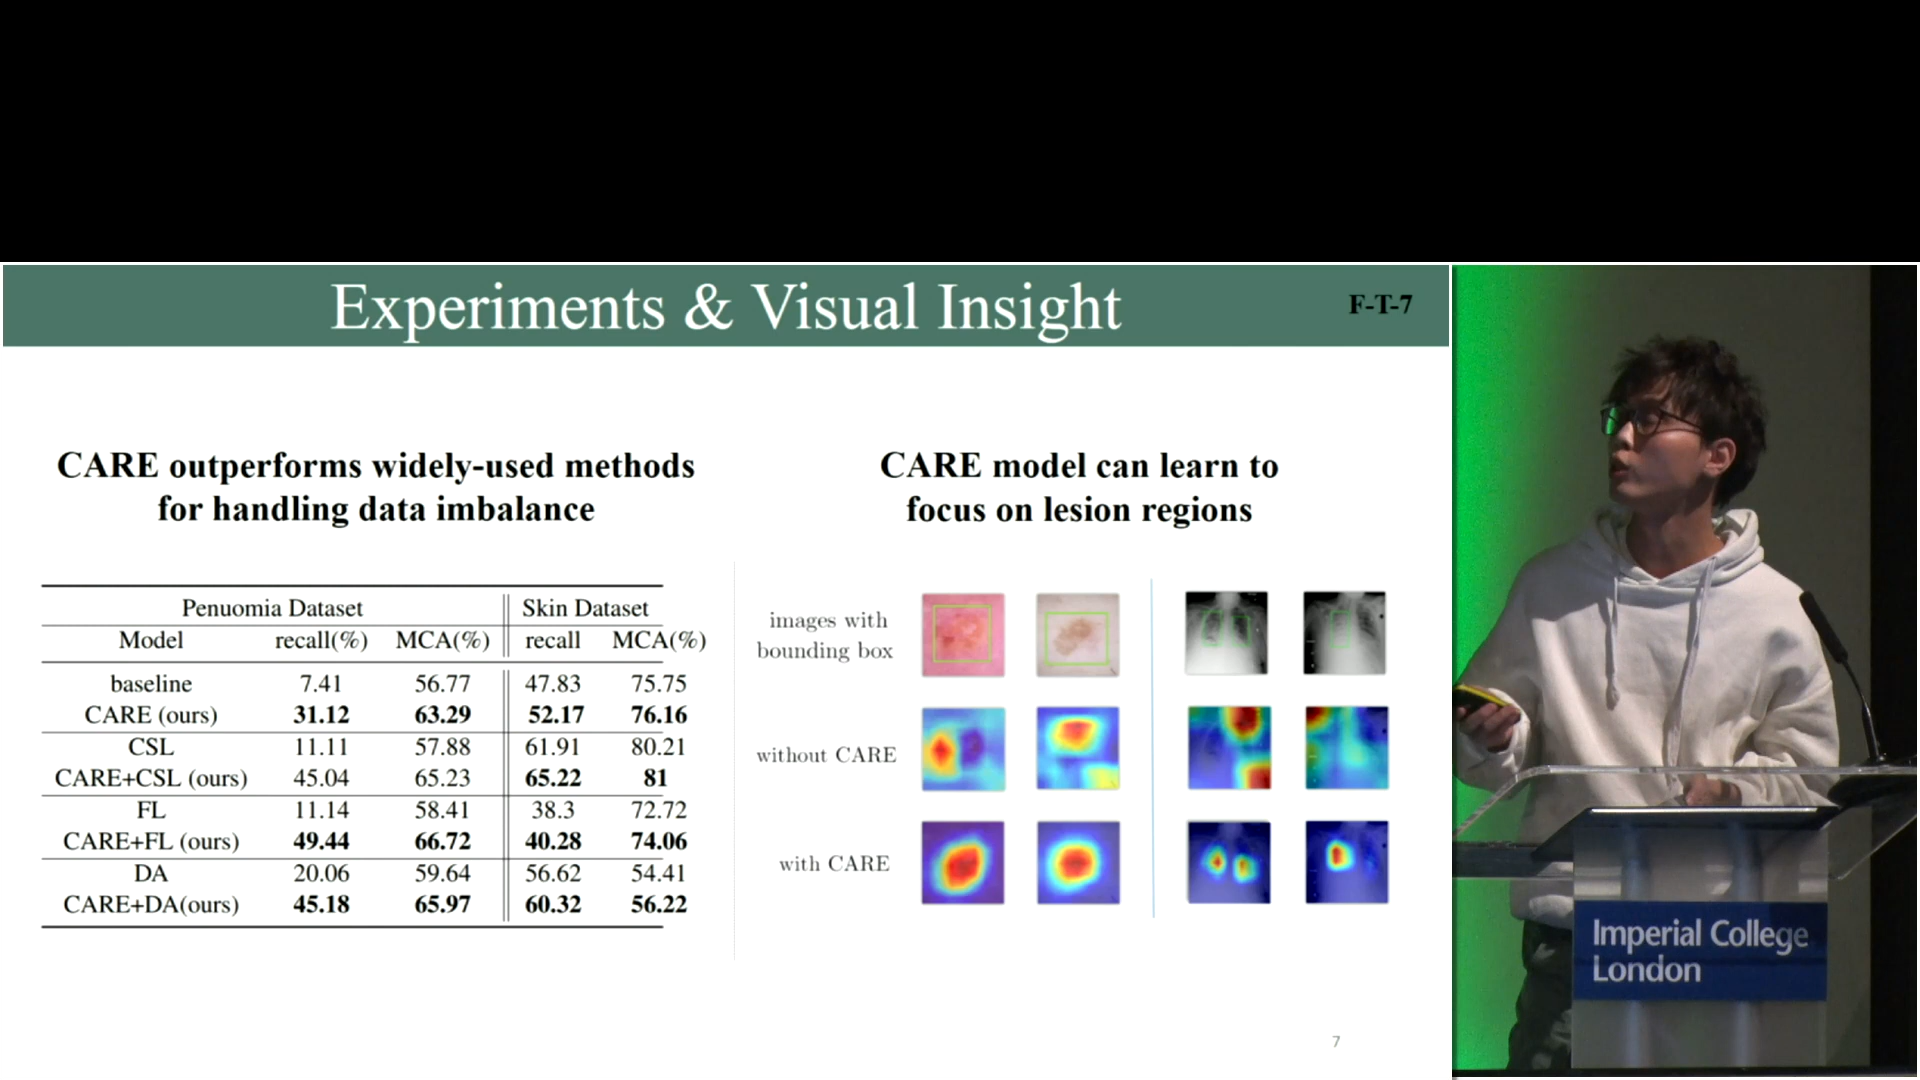 Experiments & Visual Insight
F-T-7
CARE outperforms widely-used methods
for handling data imbalance
Penuomia Dataset Skin Dataset
Model recall(%) MCA(%) recall MCA(%)
baseline 7.41 56.77 47.83 75.75
CARE (ours) 31.12 63.29 52.17 76.16
CSL 11.11 57.88 61.91 80.21
CARE+CSL (ours) 45.04 65.23 65.22 81
FL 11.14 58.41 38.3 72.72
CARE+FL (ours) 49.44 66.72 40.28 74.06
DA 20.06 59.64 56.62 54.41
CARE+DA(ours) 45.18 65.97 60.32 56.22
CARE model can learn to
focus on lesion regions
images with
bounding box
without CARE
with CARE
7
Imperial College
London